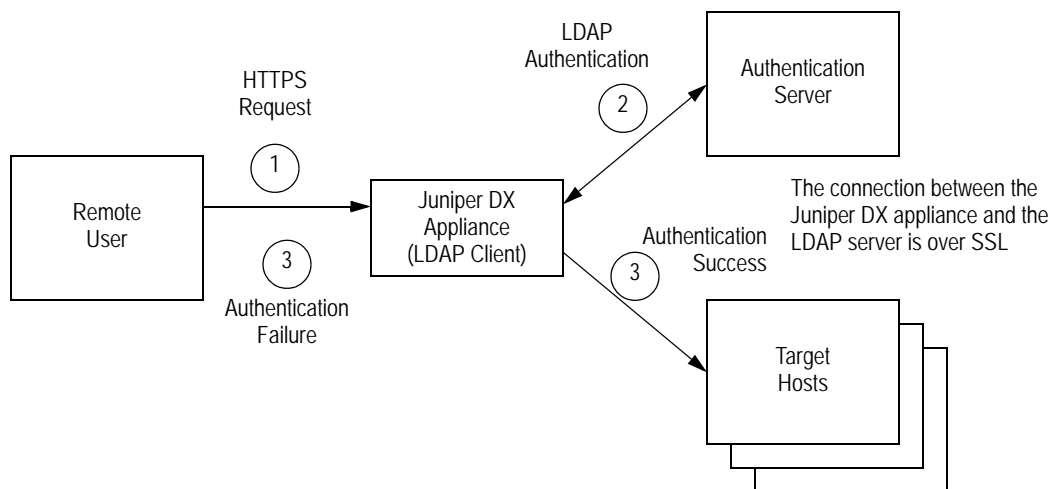 LDAP
Authentication
2
Authentication
Server
HTTPS
Request
1
Remote
User
Juniper DX
Appliance
(LDAP Client)
The connection between the
Juniper DX appliance and the
LDAP server is over SSL
3
Authentication
Failure
Authentication
Success
3
Target
Hosts